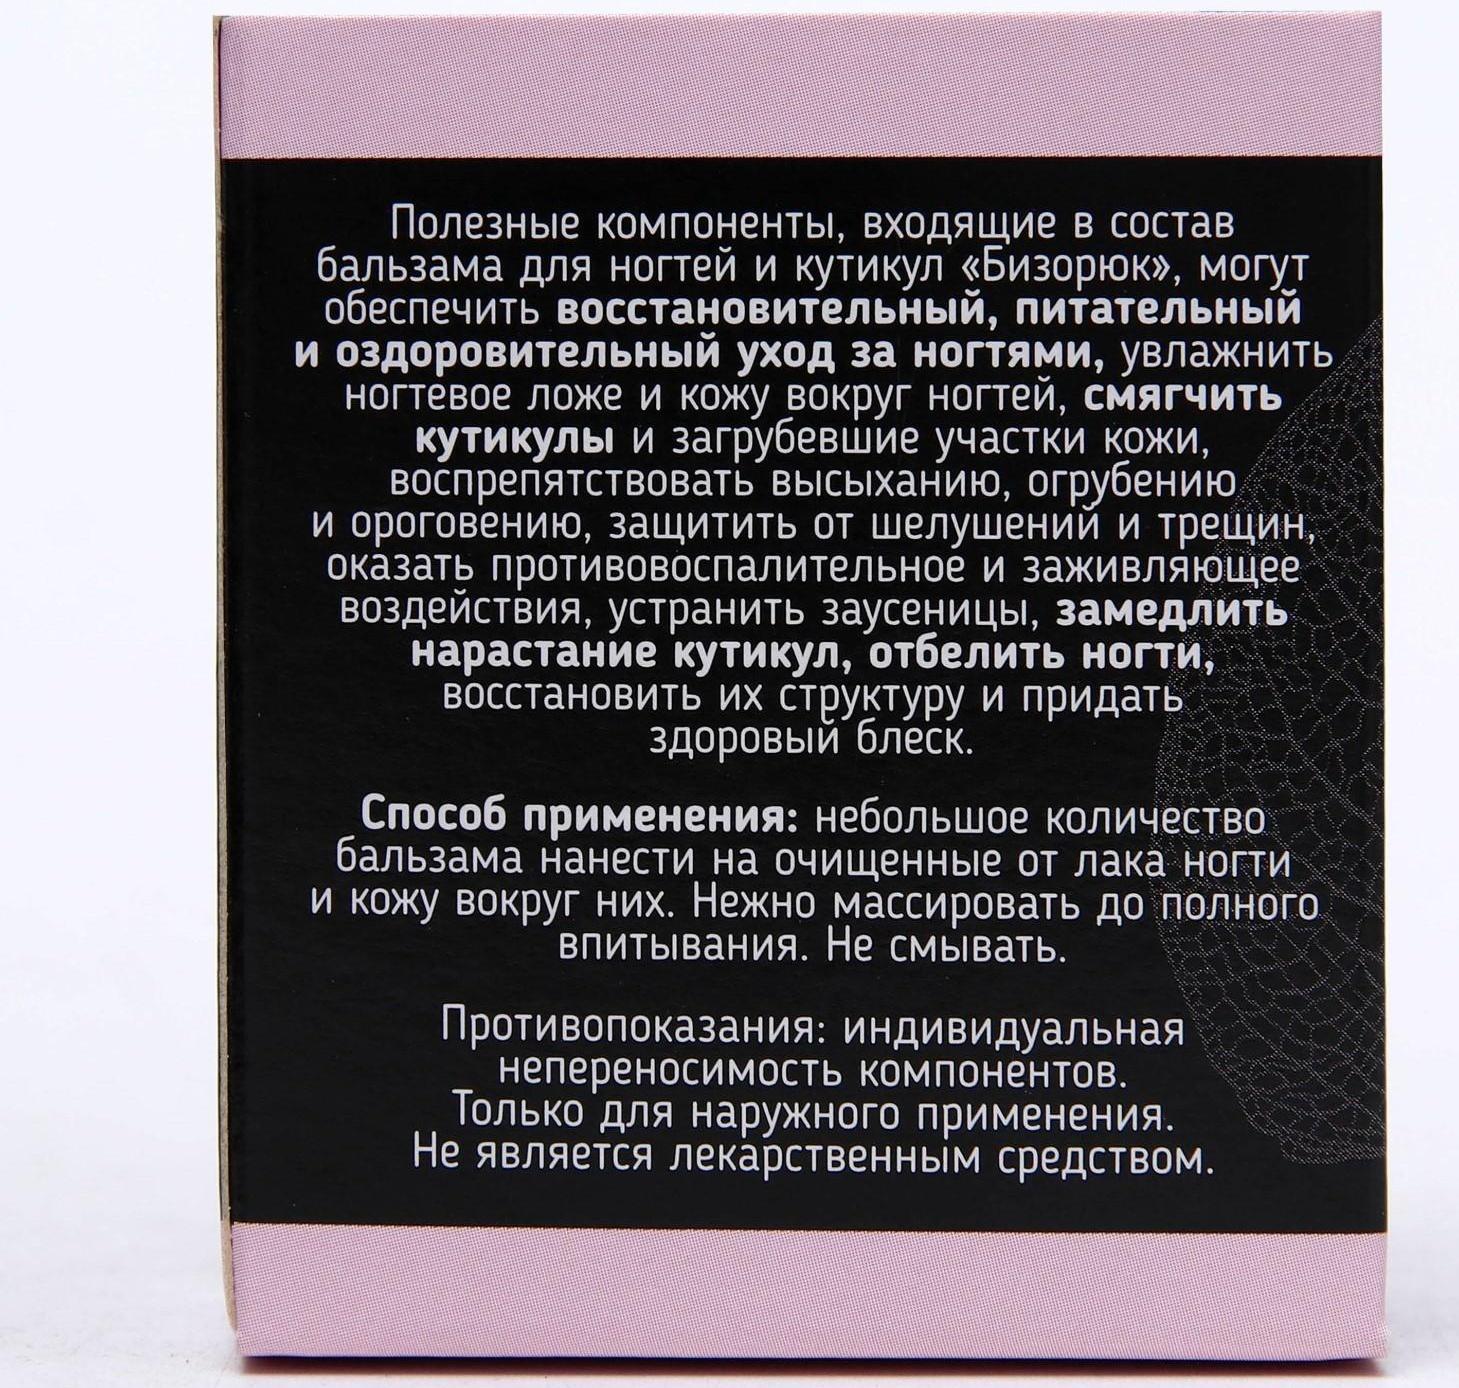 Полезные компоненты, входящие в состав
бальзама для ногтей и кутикул «Бизорюк», могут
обеспечить восстановительный, питательный
и оздоровительный уход за ногтями, увлажнить
ногтевое ложе и кожу вокруг ногтей, смягчить
кутикулы и загрубевшие участки кожи,
воспрепятствовать высыханию, огрубению
и ороговению, защитить от шелушений и трещин,
оказать противовоспалительное и заживляющее
воздействия, устранить заусеницы, замедлить
нарастание кутикул, отбелить ногти,
восстановить их структуру и придать
здоровый блеск.
Способ применения: небольшое количество
бальзама нанести на очищенные от лака ногти
и кожу вокруг них. Нежно массировать до полного
впитывания. Не смывать.
Противопоказания: индивидуальная
непереносимость компонентов.
Только для наружного применения.
Не является лекарственным средством.